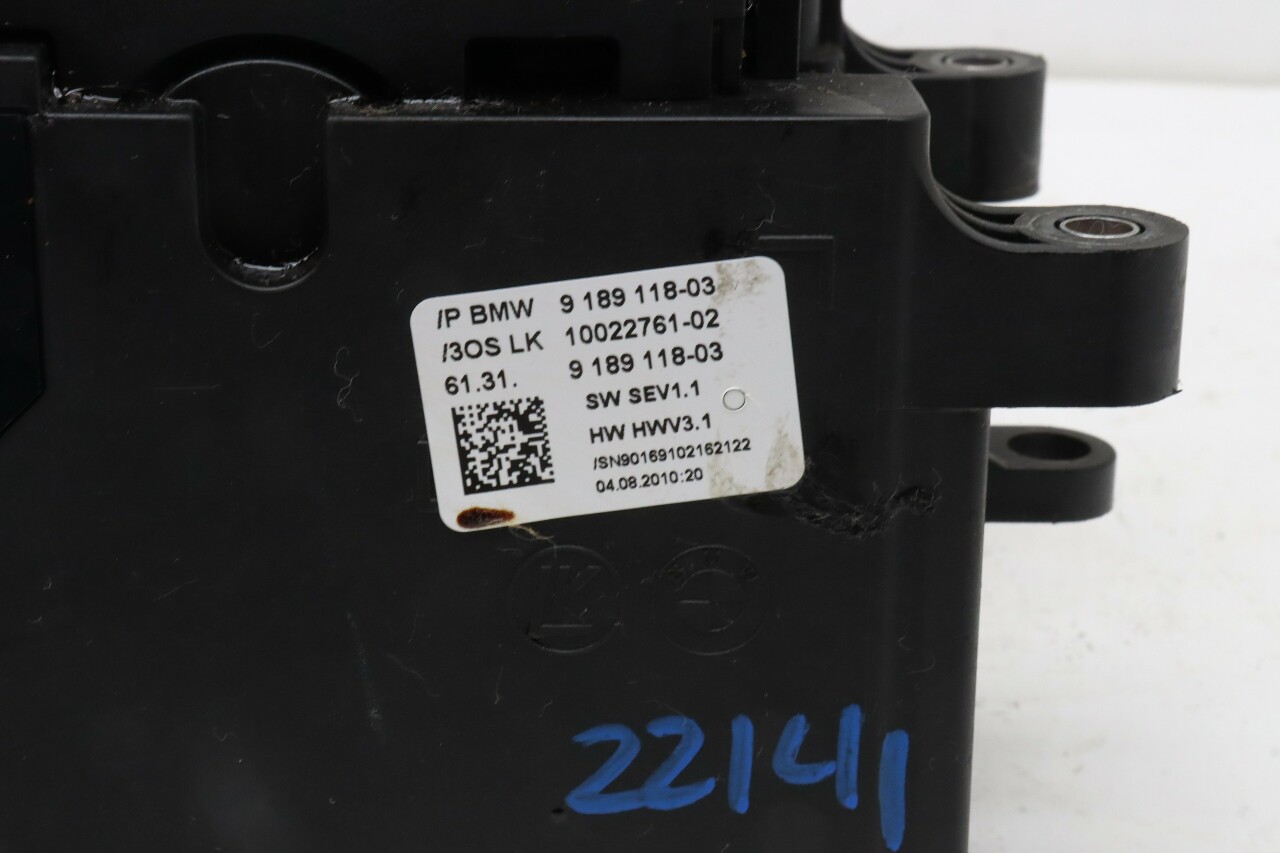 /P BMW 9 189 118-03
/3OS LK 10022761-02
61.31. 9 189 118-03
SW SEV1.1
HW HWV3.1
/SN90169102162122
04.08.2010:20
LK
22141